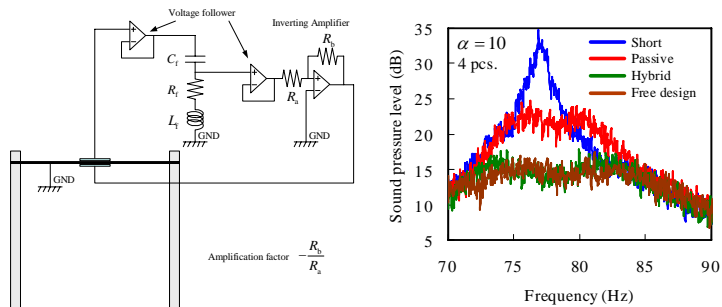 Voltage follower
Inverting Amplifier
R_b
C_f
R_f
R_a
L_f
GND
GND
GND
Amplification factor −R_b/R_a
α = 10
4 pcs.
Short
Passive
Hybrid
Free design
Sound pressure level (dB)
35
30
25
20
15
10
5
70 75 80 85 90
Frequency (Hz)